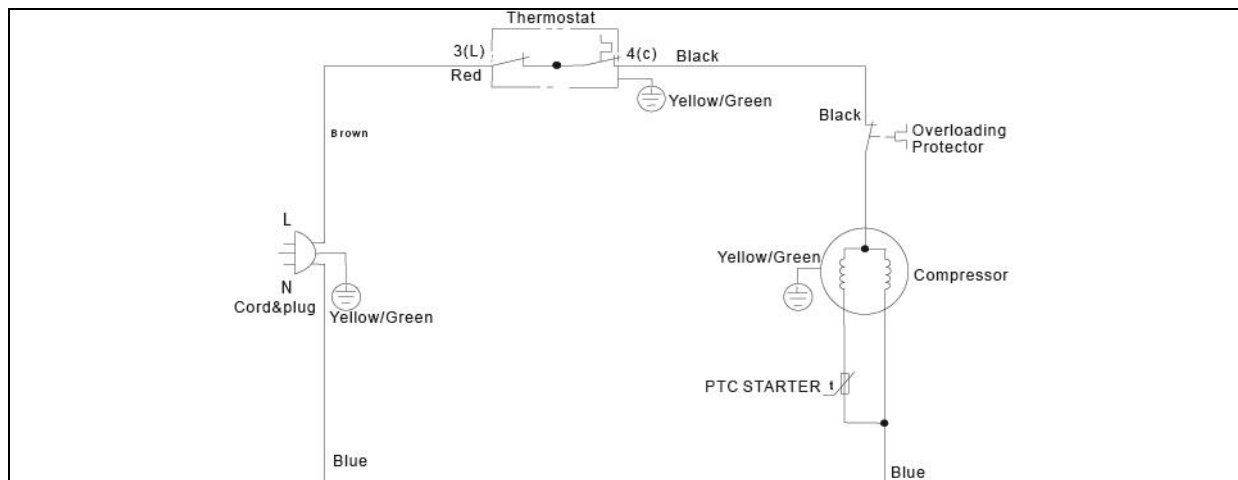 Thermostat
3(L)
4(c)
Black
Red
Yellow/Green
Black
Overloading
Protector
Brown
L
Yellow/Green
Compressor
N
Cord&plug
Yellow/Green
PTC STARTER t
Blue
Blue